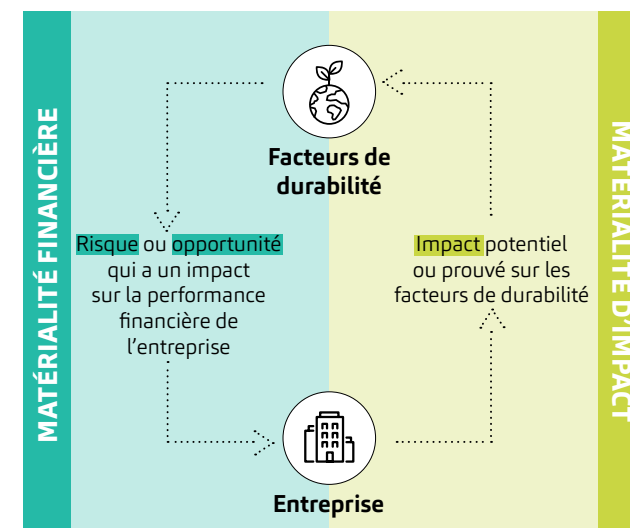 MATÉRIALITÉ FINANCIÈRE
Facteurs de
durabilité
Risque ou opportunité
qui a un impact
sur la performance
financière de
l'entreprise
Impact potentiel
ou prouvé sur les
facteurs de durabilité
Entreprise
MATÉRIALITÉ D'IMPACT